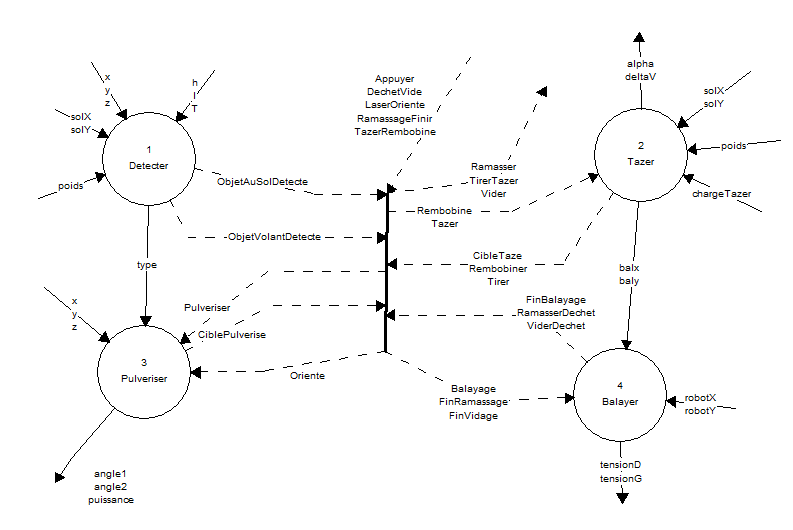 x
y
z
h
l
T
solX
solY
1
Detecter
poids
ObjetAuSolDetecte
ObjetVolantDetecte
type
Appuyer
DechetVide
LaserOriente
RamassageFinir
TazerRembobine
Ramasser
TirerTazer
Vider
Rembobine
Tazer
alpha
deltaV
solX
solY
2
Tazer
poids
chargeTazer
CibleTaze
Rembobiner
Tirer
balx
baly
x
y
z
Pulveriser
CiblePulverise
3
Pulveriser
Oriente
FinBalayage
RamasserDechet
ViderDechet
Balayage
FinRamassage
FinVidage
4
Balayer
robotX
robotY
angle1
angle2
puissance
tensionD
tensionG